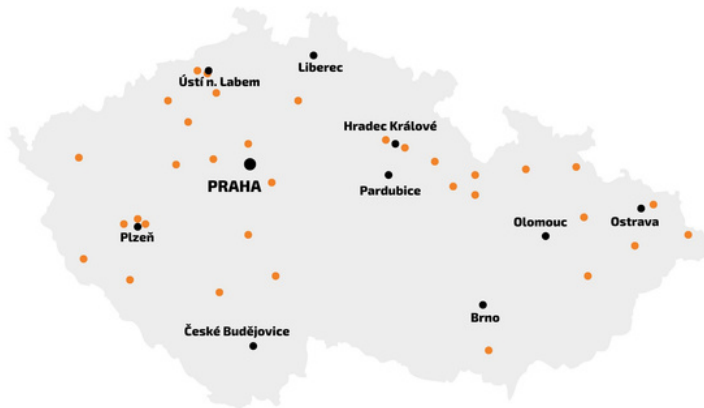 Liberec
Ústí n. Labem
Hradec Králové
PRAHA
Pardubice
Plzeň
Olomouc
Ostrava
Brno
České Budějovice